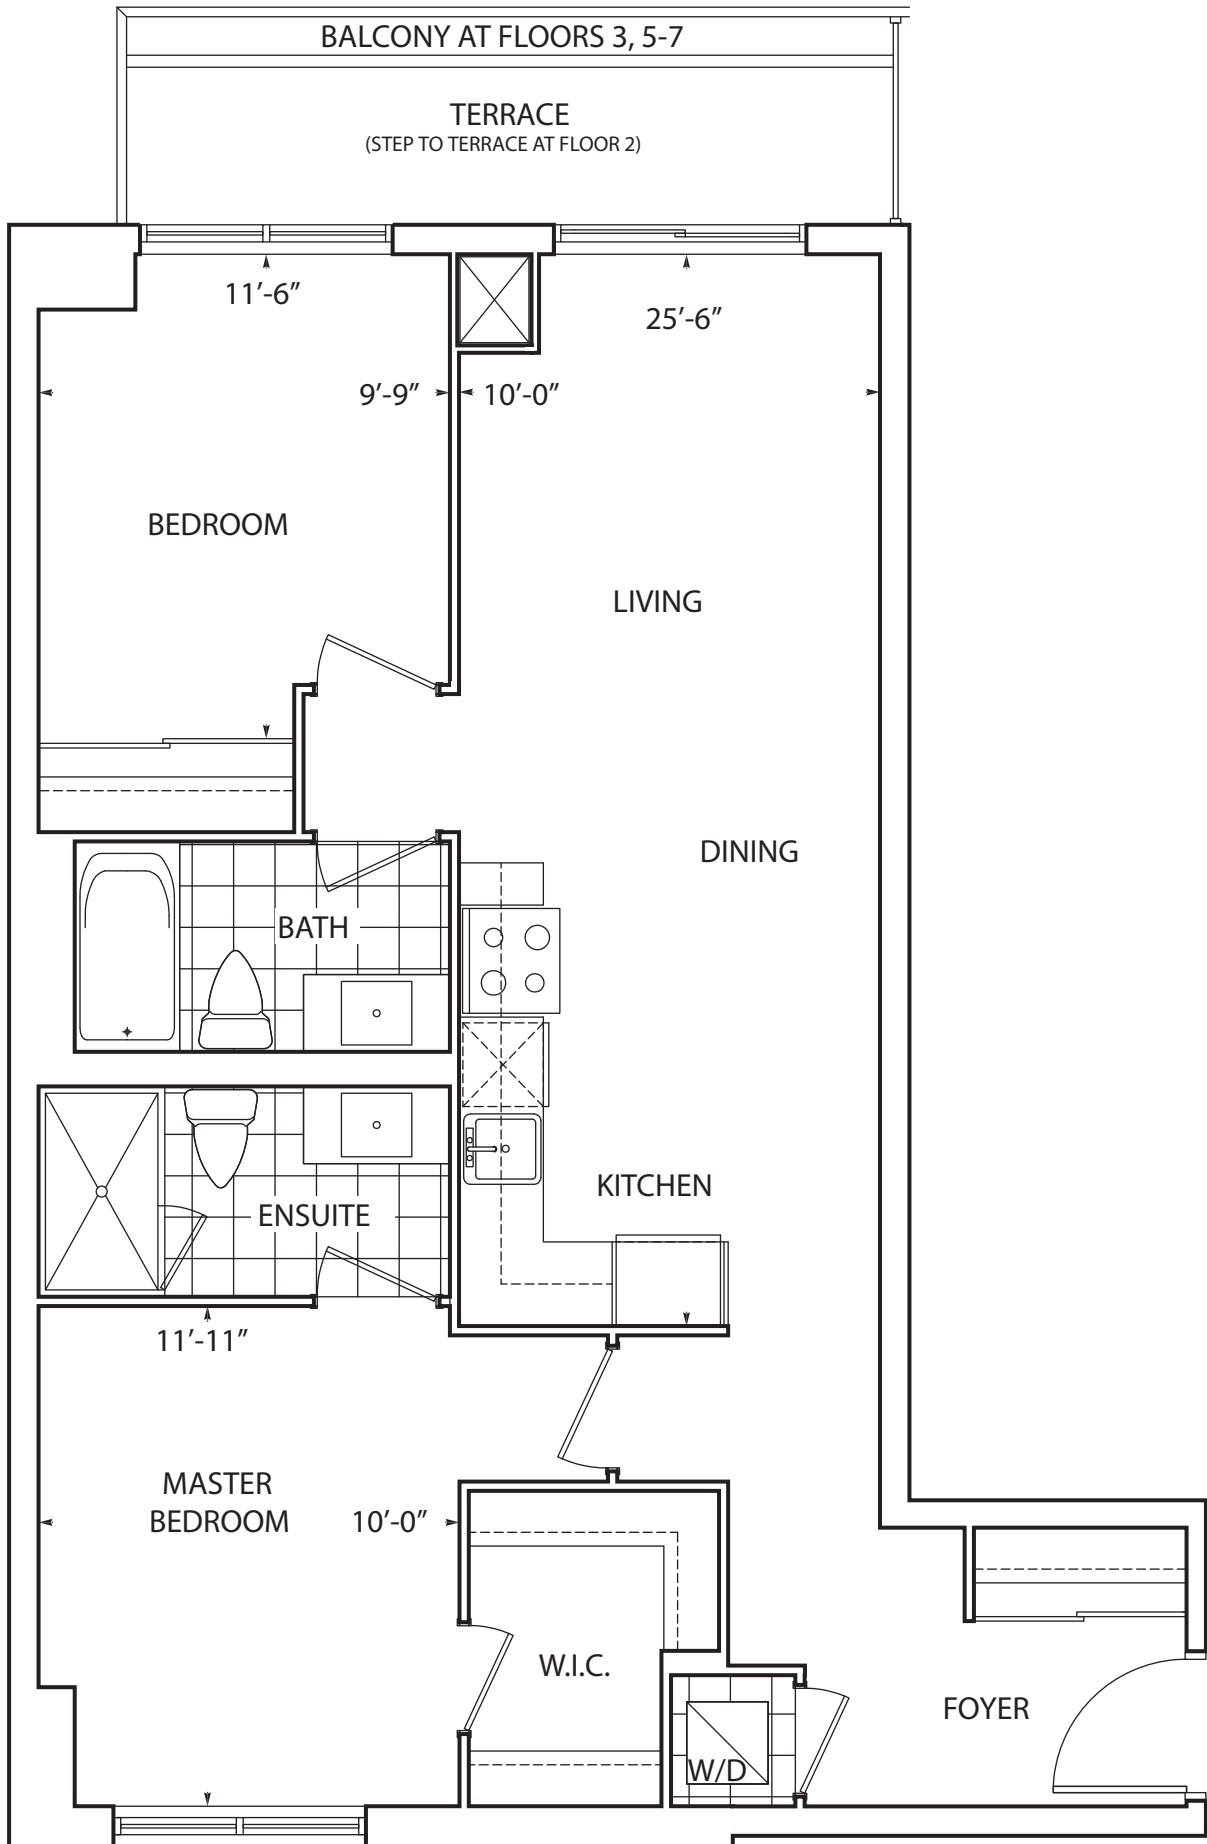 BALCONY AT FLOORS 3, 5-7
TERRACE
(STEP TO TERRACE AT FLOOR 2)
11’-6”
25’-6”
9’-9”
10’-0”
BEDROOM
LIVING
DINING
BATH
KITCHEN
ENSUITE
11’-11”
MASTER
BEDROOM
10’-0”
W.I.C.
FOYER
W/D